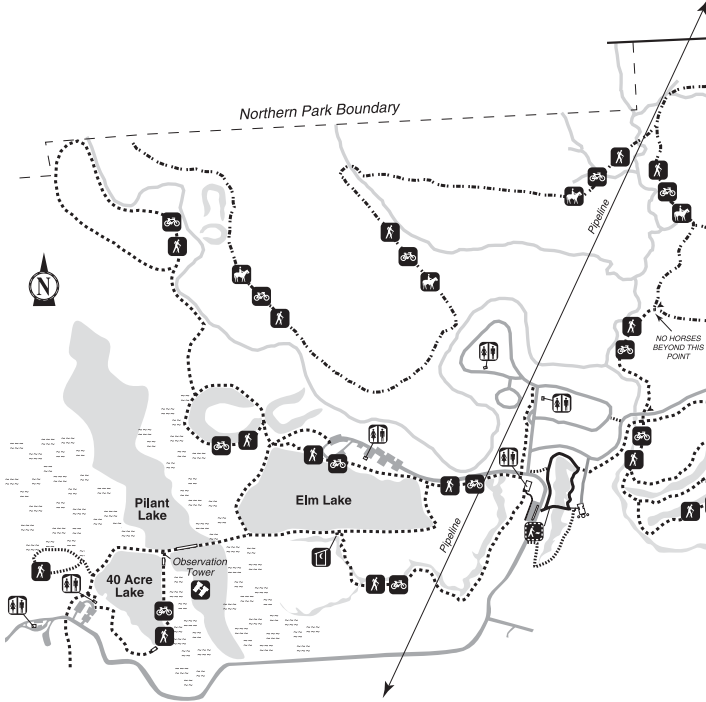 Northern Park Boundary
Pipeline
N
NO HORSES
BEYOND THIS
POINT
Pilant
Lake
Elm Lake
Pipeline
Observation
Tower
40 Acre
Lake